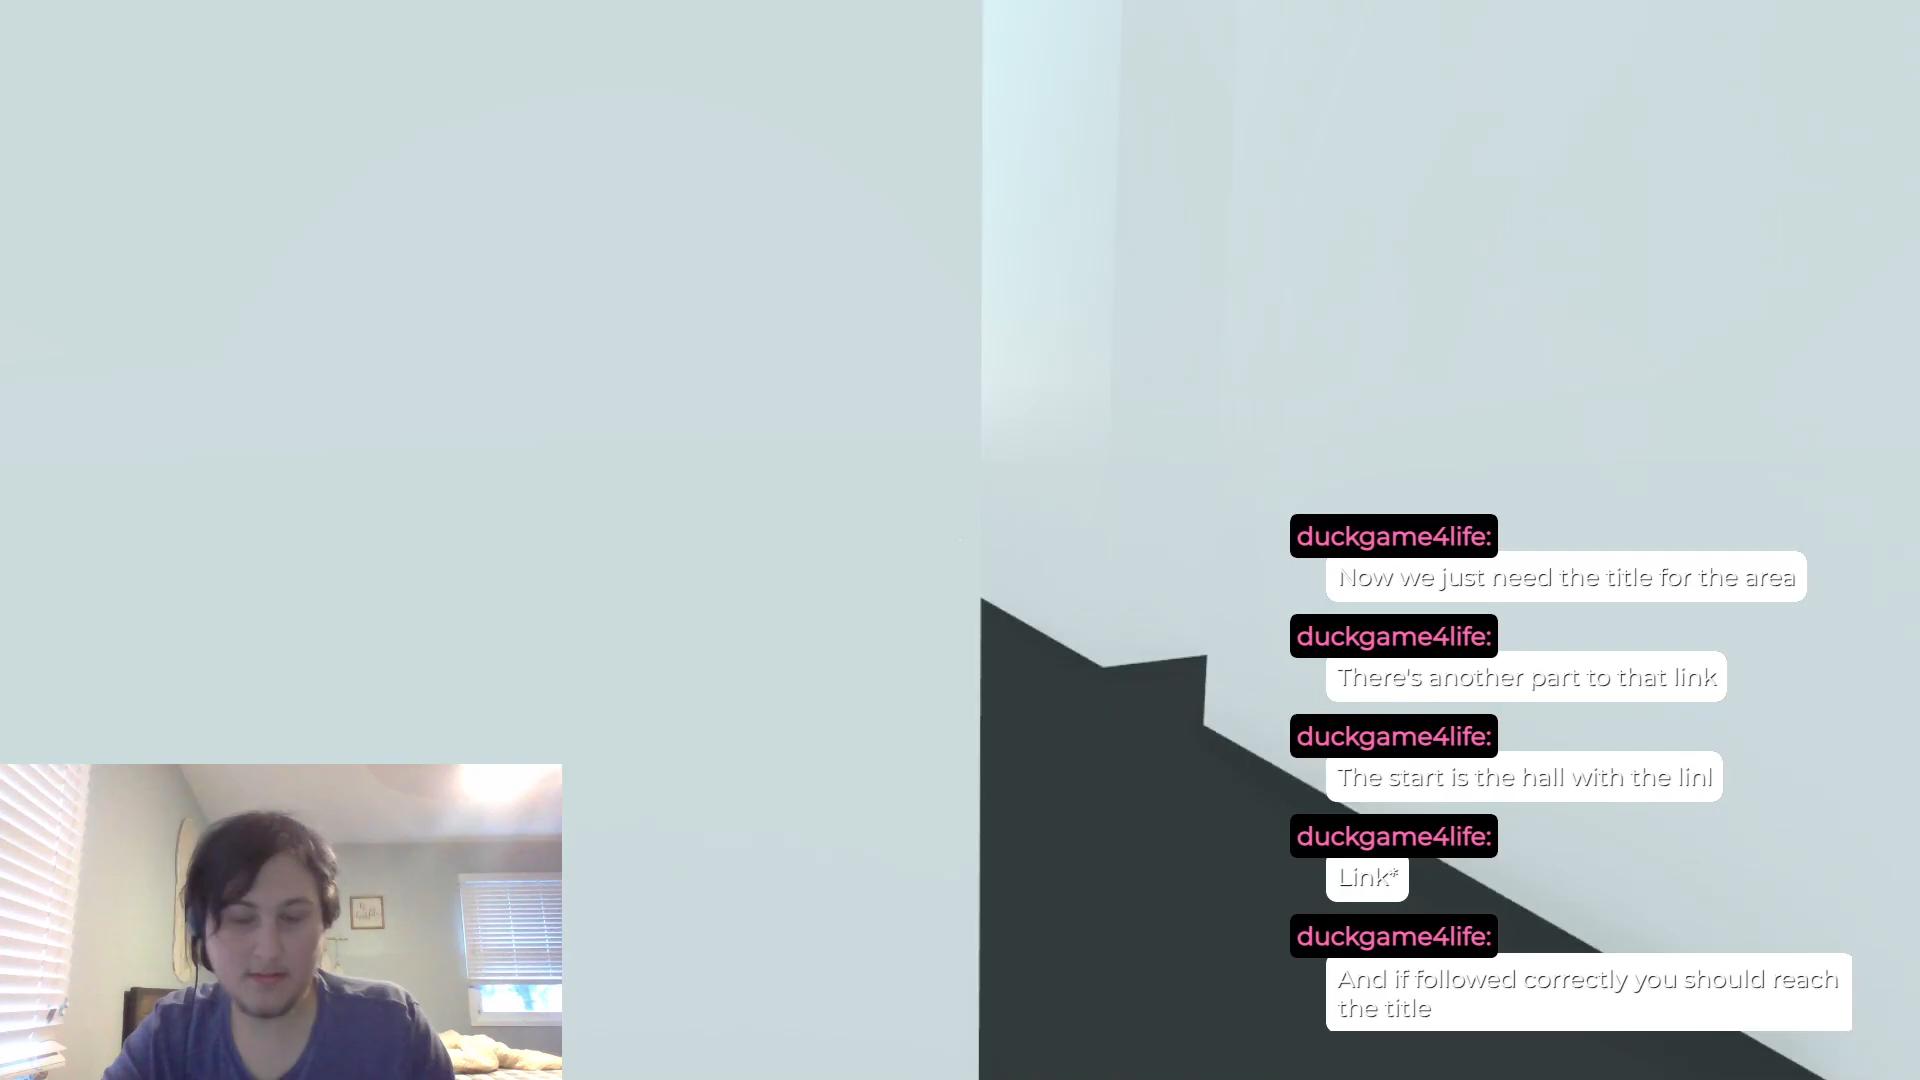 duckgame4life:
Now we just need the title for the area
duckgame4life:
There's another part to that link
duckgame4life:
The start is the hall with the linl
duckgame4life:
Link*
duckgame4life:
And if followed correctly you should reach
the title